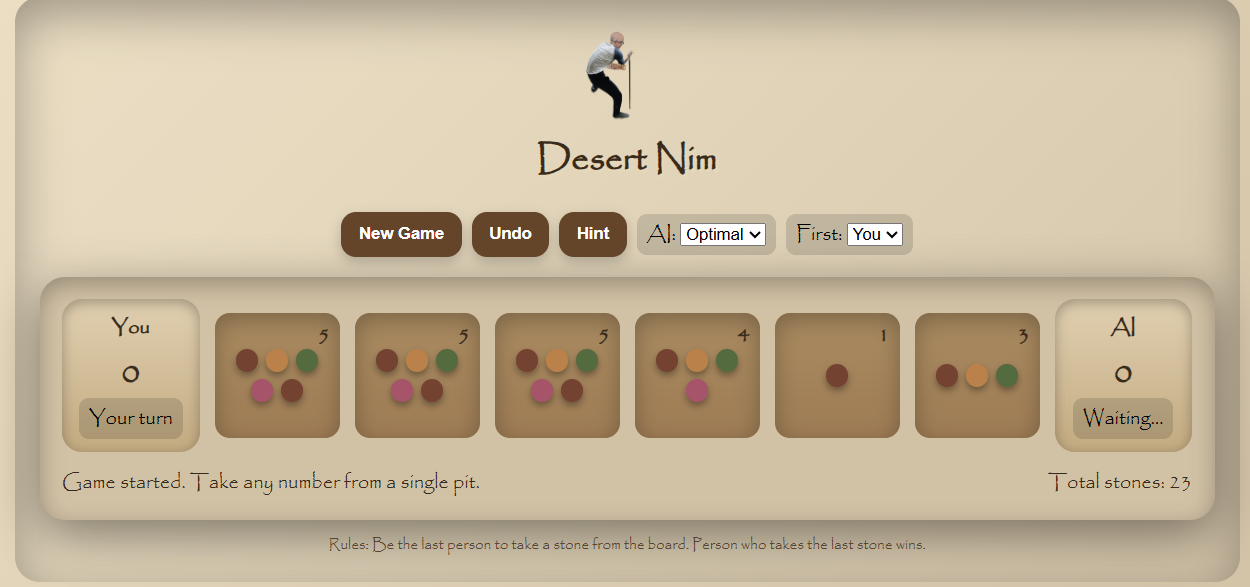 Desert Nim
New Game Undo Hint AI: Optimal First: You
You 5 5 5 4 1 3 AI
0 0
Your turn Waiting...
Game started. Take any number from a single pit. Total stones: 23
Rules: Be the last person to take a stone from the board. Person who takes the last stone wins.